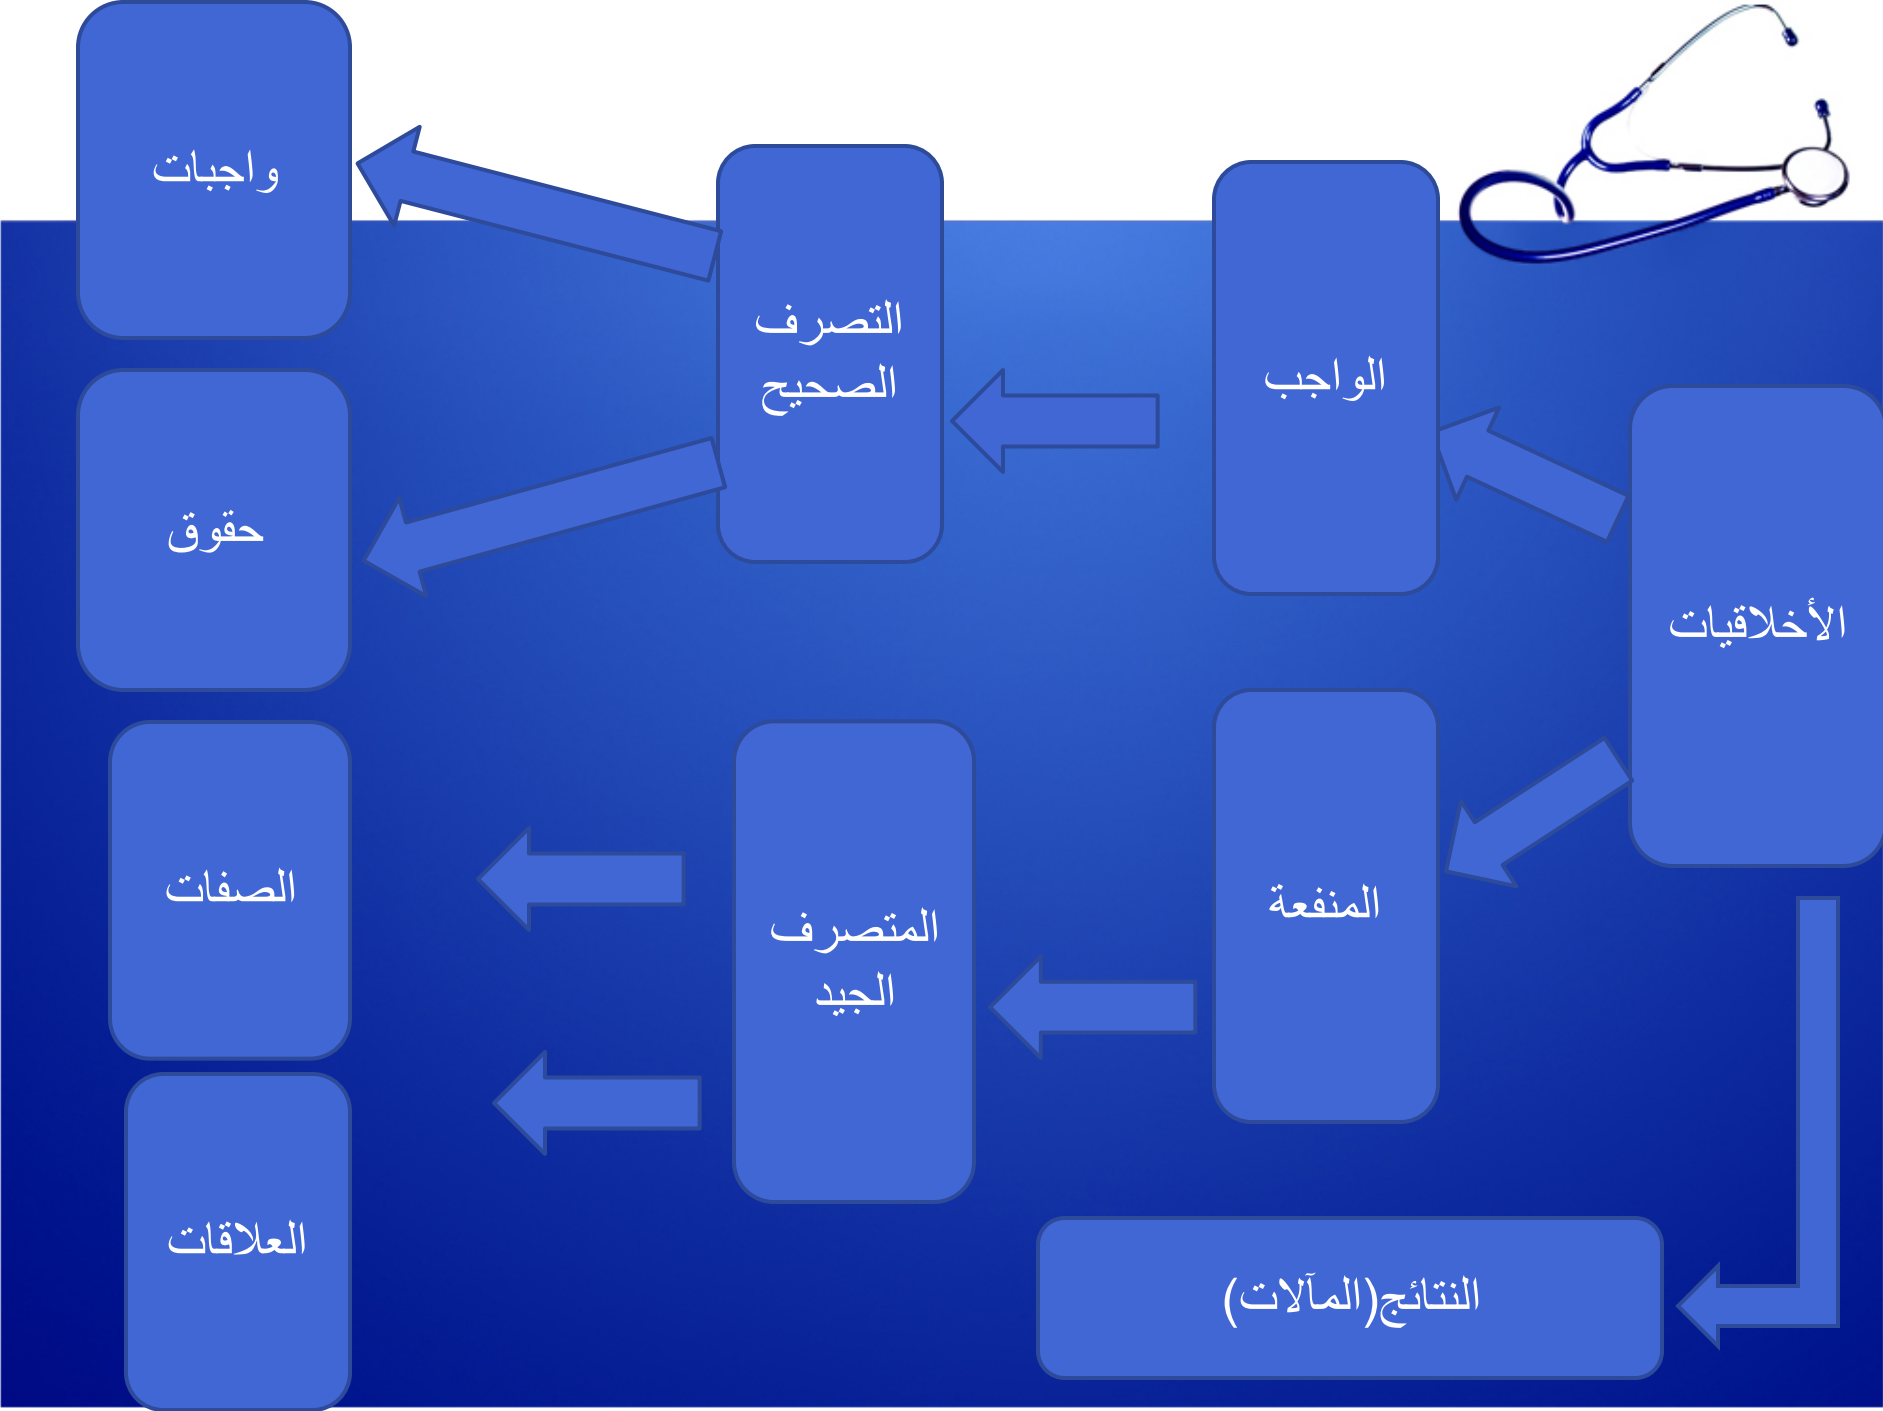 الأخلاقيات
الواجب
التصرف
الصحيح
واجبات
حقوق
المنفعة
المتصرف
الجيد
الصفات
العلاقات
النتائج(المآلات)